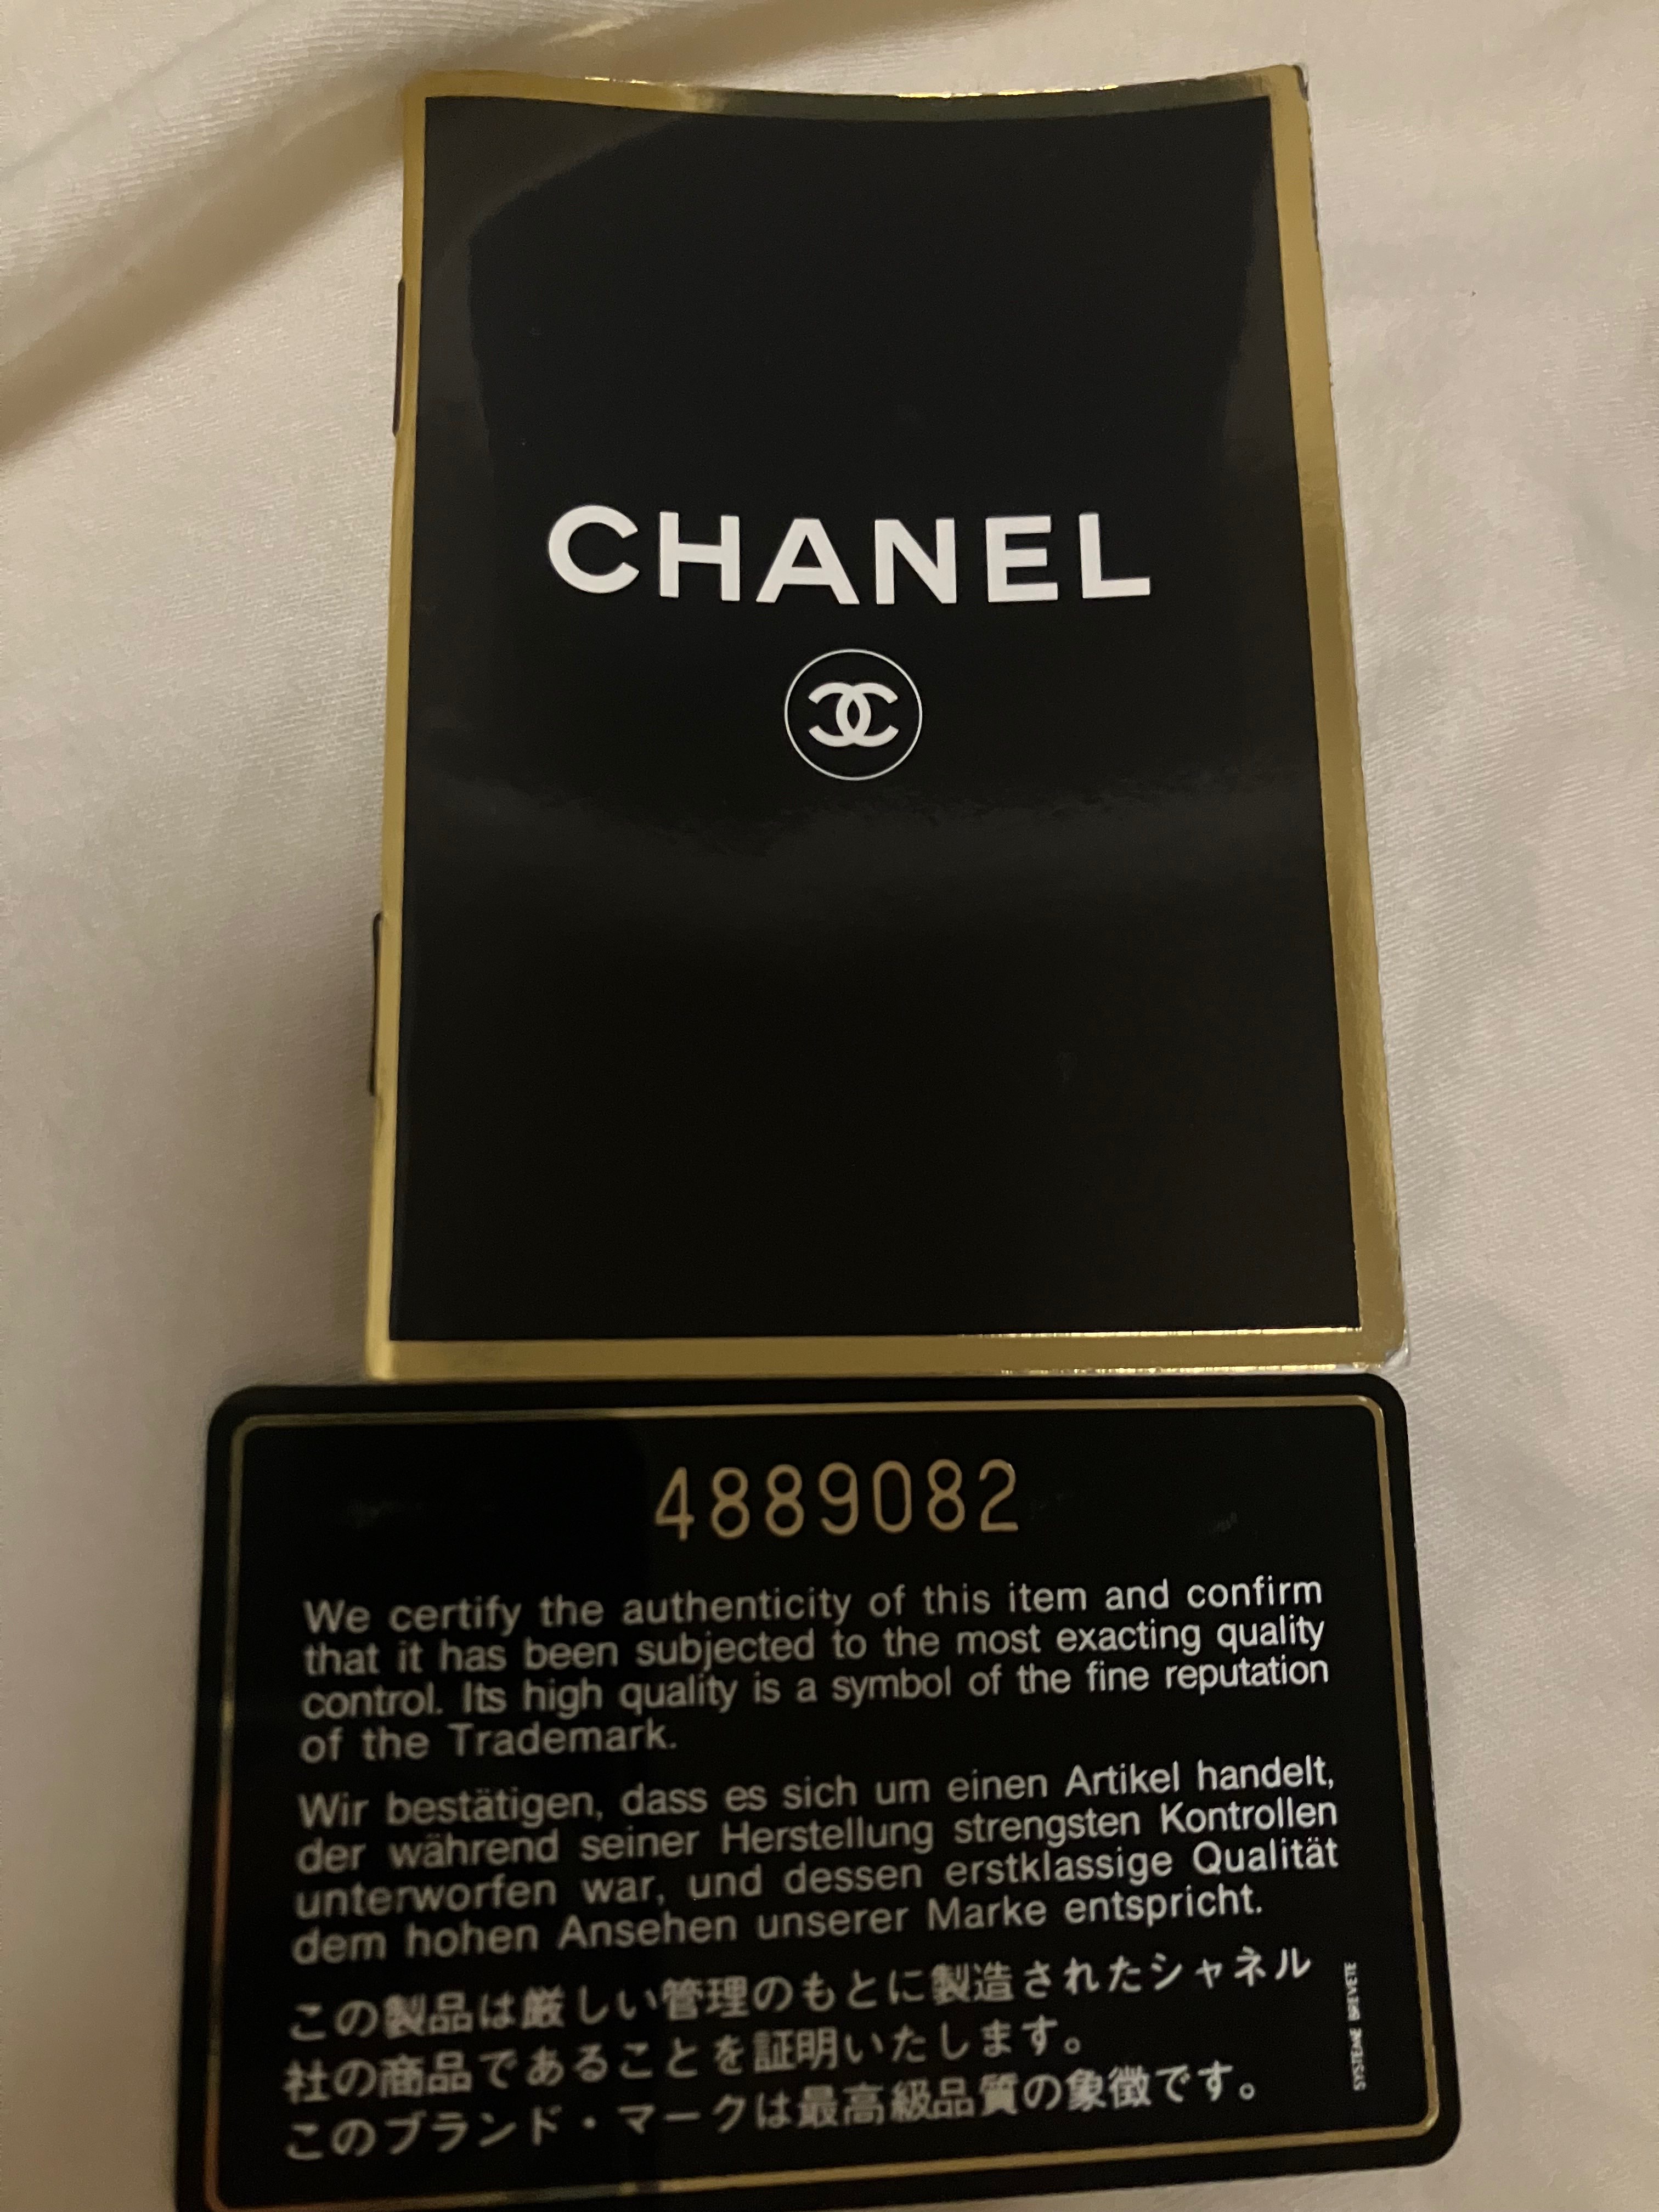 CHANEL
4889082
We certify the authenticity of this item and confirm
that it has been subjected to the most exacting quality
control. Its high quality is a symbol of the fine reputation
of the Trademark.
Wir bestätigen, dass es sich um einen Artikel handelt,
der während seiner Herstellung strengsten Kontrollen
unterworfen war, und dessen erstklassige Qualität
dem hohen Ansehen unserer Marke entspricht.
この製品は厳しい管理のもとに製造されたシャネル
社の商品であることを証明いたします。
このブランド・マークは最高級品質の象徴です。
SYSTEME BREVETE